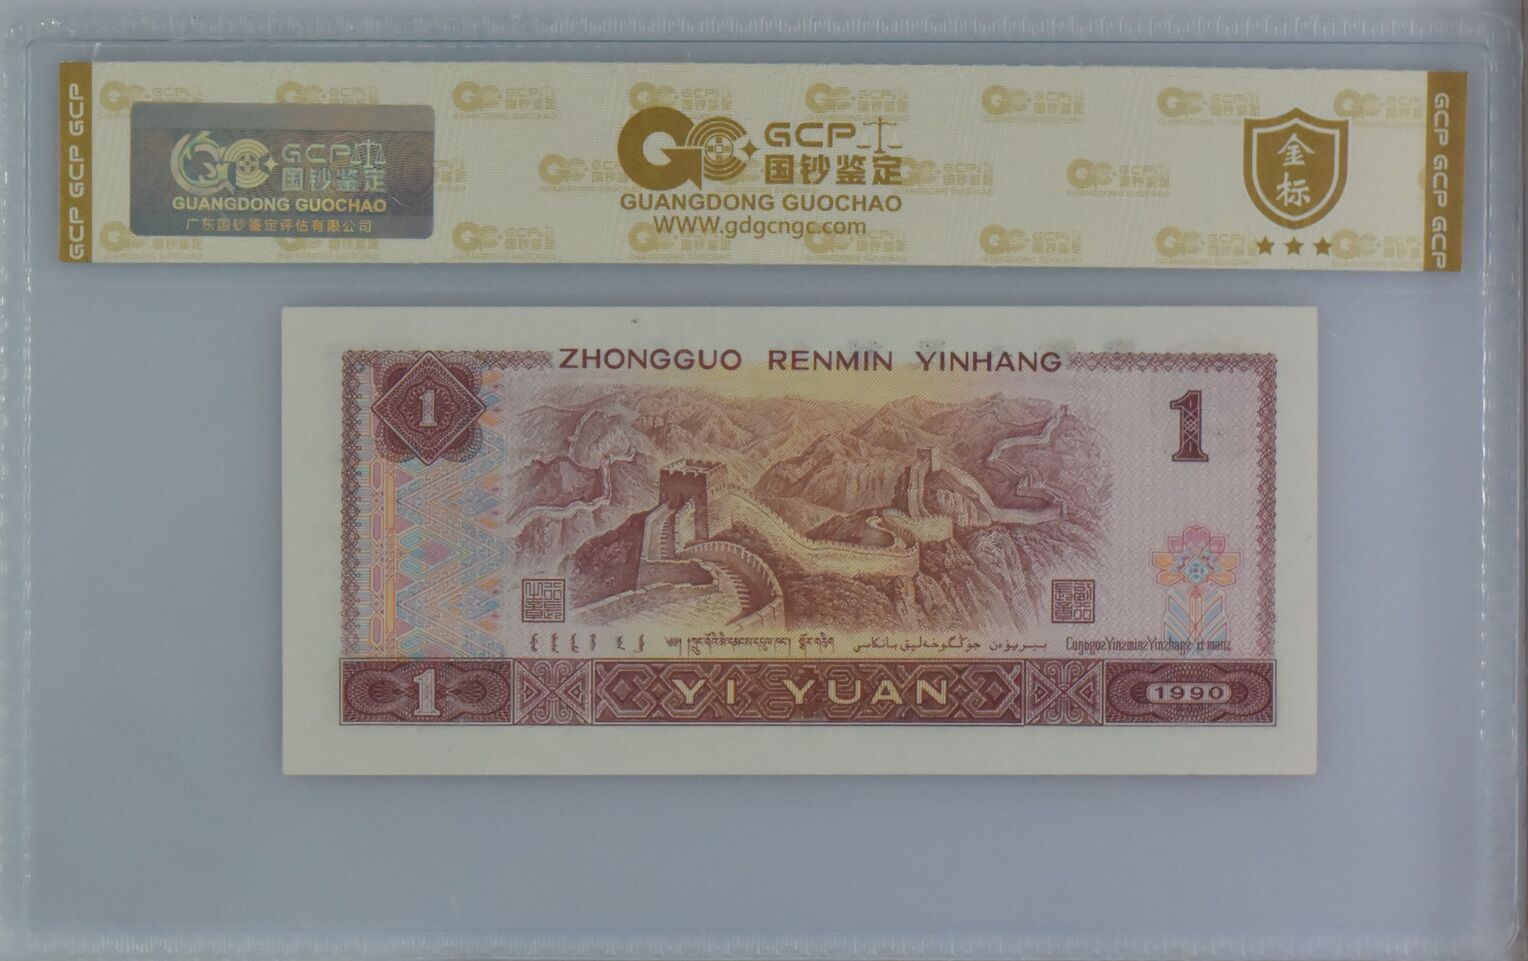 GCP GCP GCP
GCP
国钞鉴定
GUANGDONG GUOCHAO
广东国钞鉴定评估有限公司
GCP
国钞鉴定
GUANGDONG GUOCHAO
WWW.gdgcngc.com
金
标
GCP GCP GCP
ZHONGGUO RENMIN YINHANG
1
1
1
YI YUAN
1990